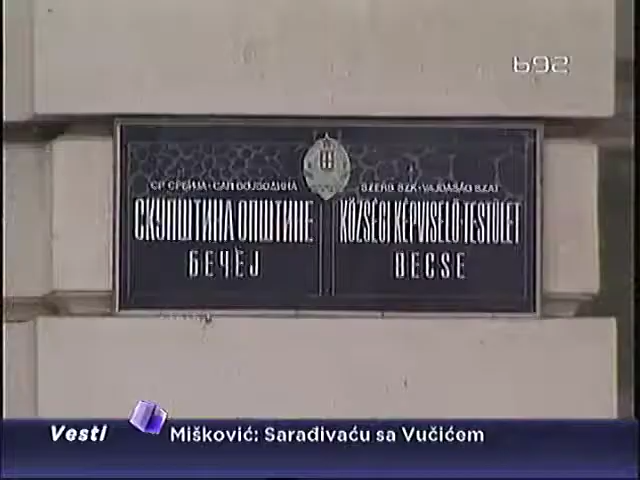 b92
СР СРБИЈА · САП ВОЈВОДИНА
СКУПШТИНА ОПШТИНЕ
БЕЧЕЈ
SZERB SZK · VAJDASÁG SZAT
KÖZSÉGI KÉPVISELŐ-TESTÜLET
BECSE
Vesti
Mišković: Sarađivaću sa Vučićem